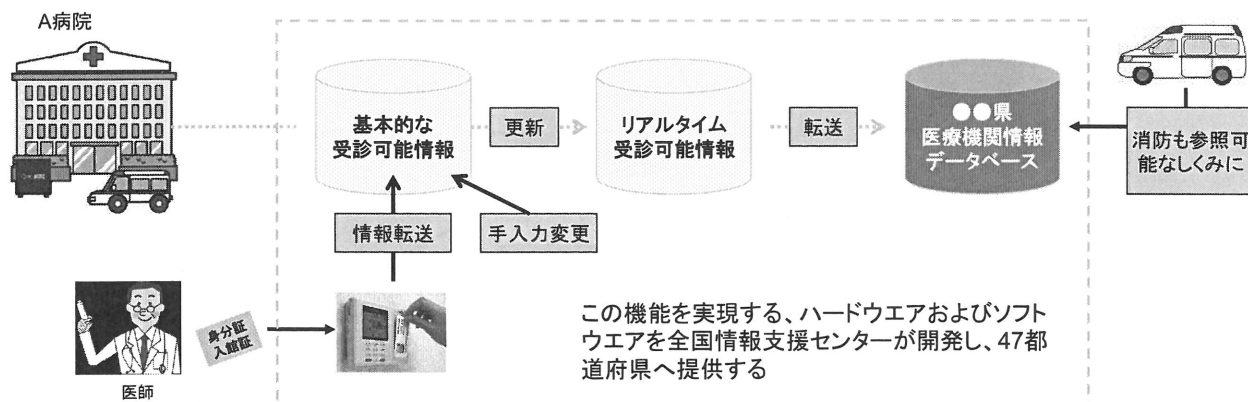 A病院
基本的な
受診可能情報
更新
リアルタイム
受診可能情報
転送
●●県
医療機関情報
データベース
消防も参照可
能なしくみに
情報転送
手入力変更
身分証
入館証
医師
この機能を実現する、ハードウエアおよびソフト
ウエアを全国情報支援センターが開発し、47都
道府県へ提供する